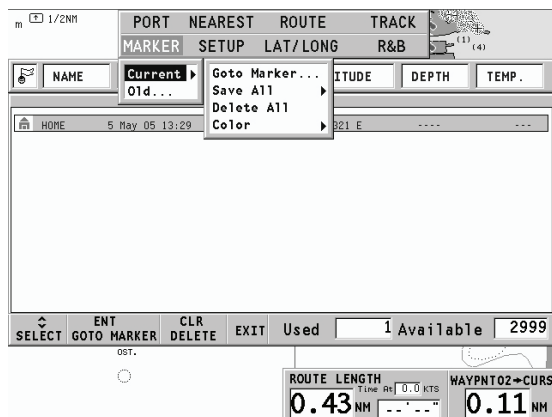 m 1/2NM
PORT NEAREST ROUTE TRACK
MARKER SETUP LAT/LONG R&B
(1)
(4)
NAME Current ITUDE DEPTH TEMP.
Old...
Goto Marker...
Save All
Delete All
Color
HOME 5 May 05 13:29 321 E ---- ---
SELECT ENT GOTO MARKER CLR DELETE EXIT Used 1 Available 2999
OST.
ROUTE LENGTH Time At 0.0 KTS WAYPNT02→CURS
0.43 NM --'--" 0.11 NM